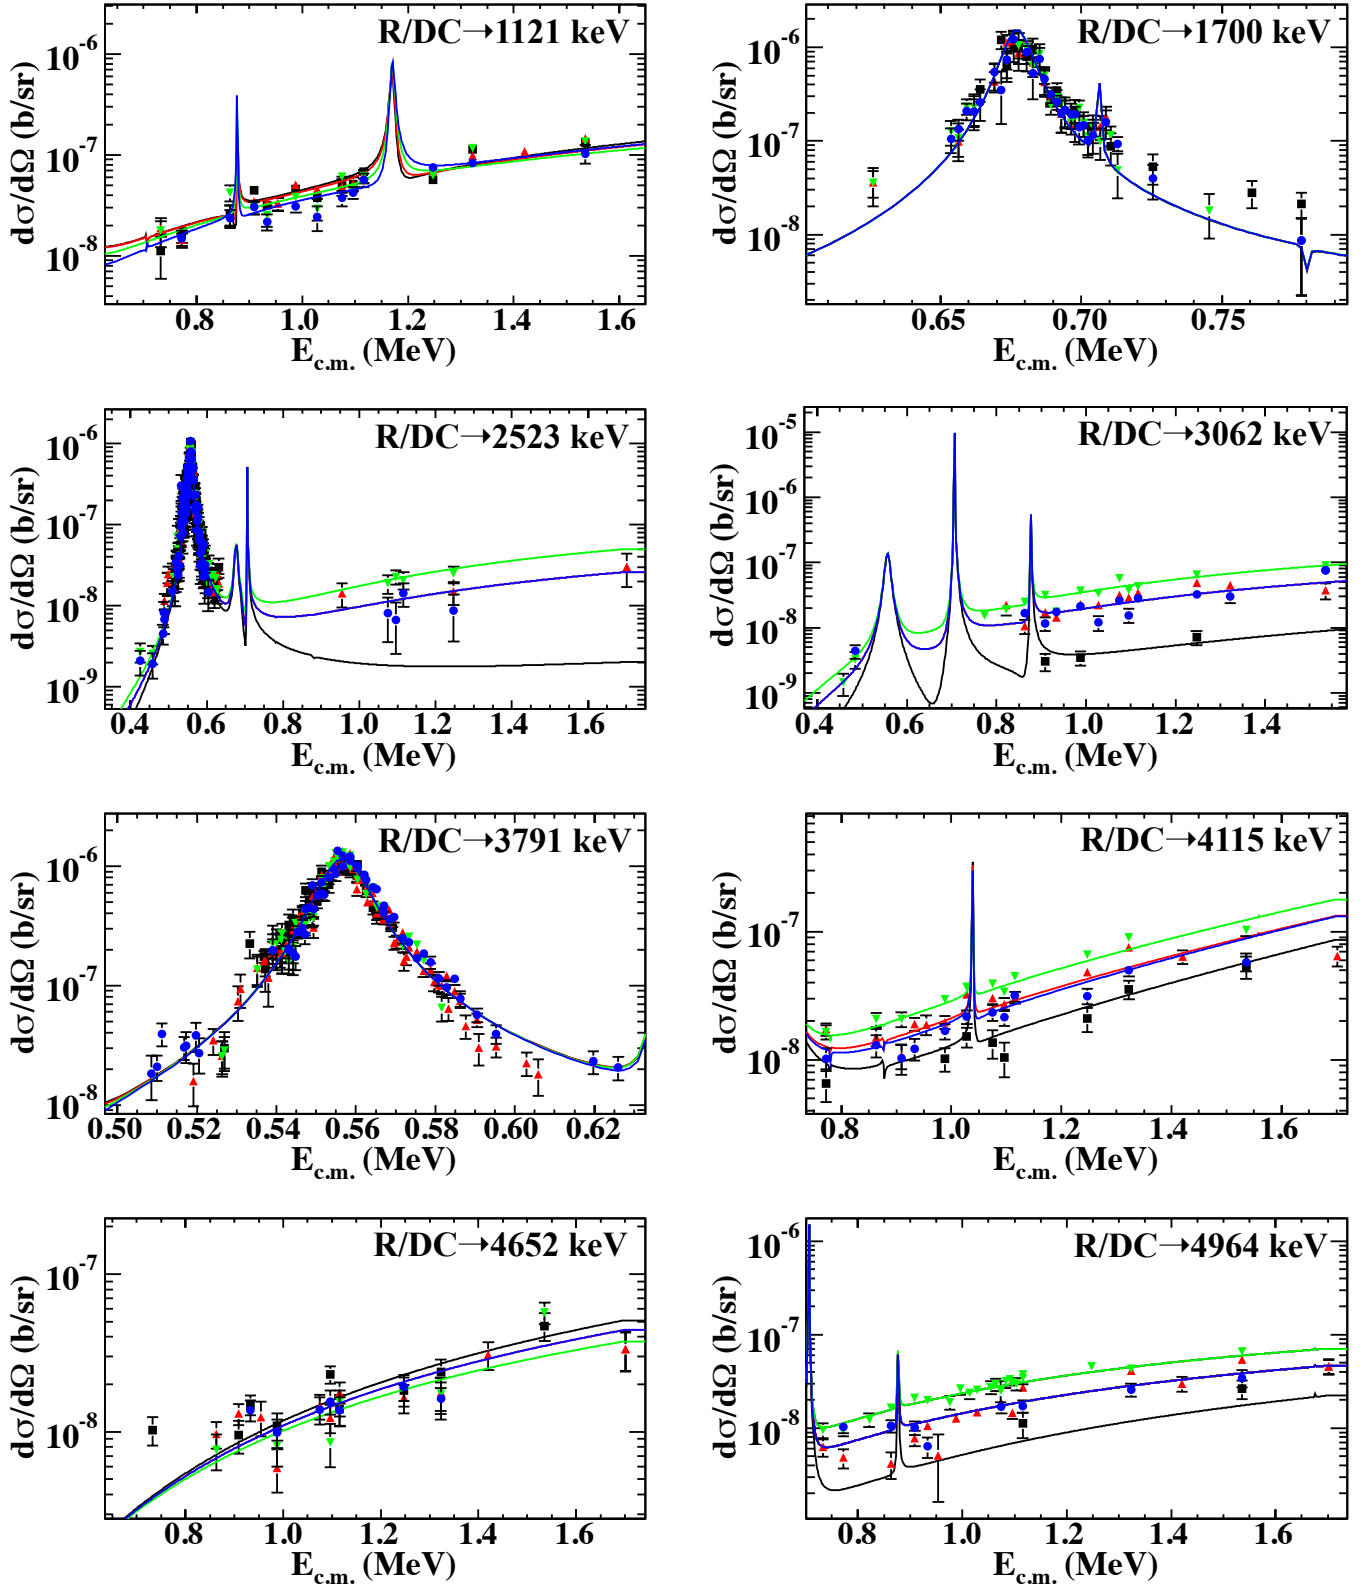 R/DC→1121 keV
dσ/dΩ (b/sr)
10⁻⁶
10⁻⁷
10⁻⁸
0.8 1.0 1.2 1.4 1.6
E_c.m. (MeV)
R/DC→1700 keV
dσ/dΩ (b/sr)
10⁻⁶
10⁻⁷
10⁻⁸
0.65 0.70 0.75
E_c.m. (MeV)
R/DC→2523 keV
dσ/dΩ (b/sr)
10⁻⁶
10⁻⁷
10⁻⁸
10⁻⁹
0.4 0.6 0.8 1.0 1.2 1.4 1.6
E_c.m. (MeV)
R/DC→3062 keV
dσ/dΩ (b/sr)
10⁻⁵
10⁻⁶
10⁻⁷
10⁻⁸
10⁻⁹
0.4 0.6 0.8 1.0 1.2 1.4
E_c.m. (MeV)
R/DC→3791 keV
dσ/dΩ (b/sr)
10⁻⁶
10⁻⁷
10⁻⁸
0.50 0.52 0.54 0.56 0.58 0.60 0.62
E_c.m. (MeV)
R/DC→4115 keV
dσ/dΩ (b/sr)
10⁻⁷
10⁻⁸
0.8 1.0 1.2 1.4 1.6
E_c.m. (MeV)
R/DC→4652 keV
dσ/dΩ (b/sr)
10⁻⁷
10⁻⁸
0.8 1.0 1.2 1.4 1.6
E_c.m. (MeV)
R/DC→4964 keV
dσ/dΩ (b/sr)
10⁻⁶
10⁻⁷
10⁻⁸
0.8 1.0 1.2 1.4 1.6
E_c.m. (MeV)